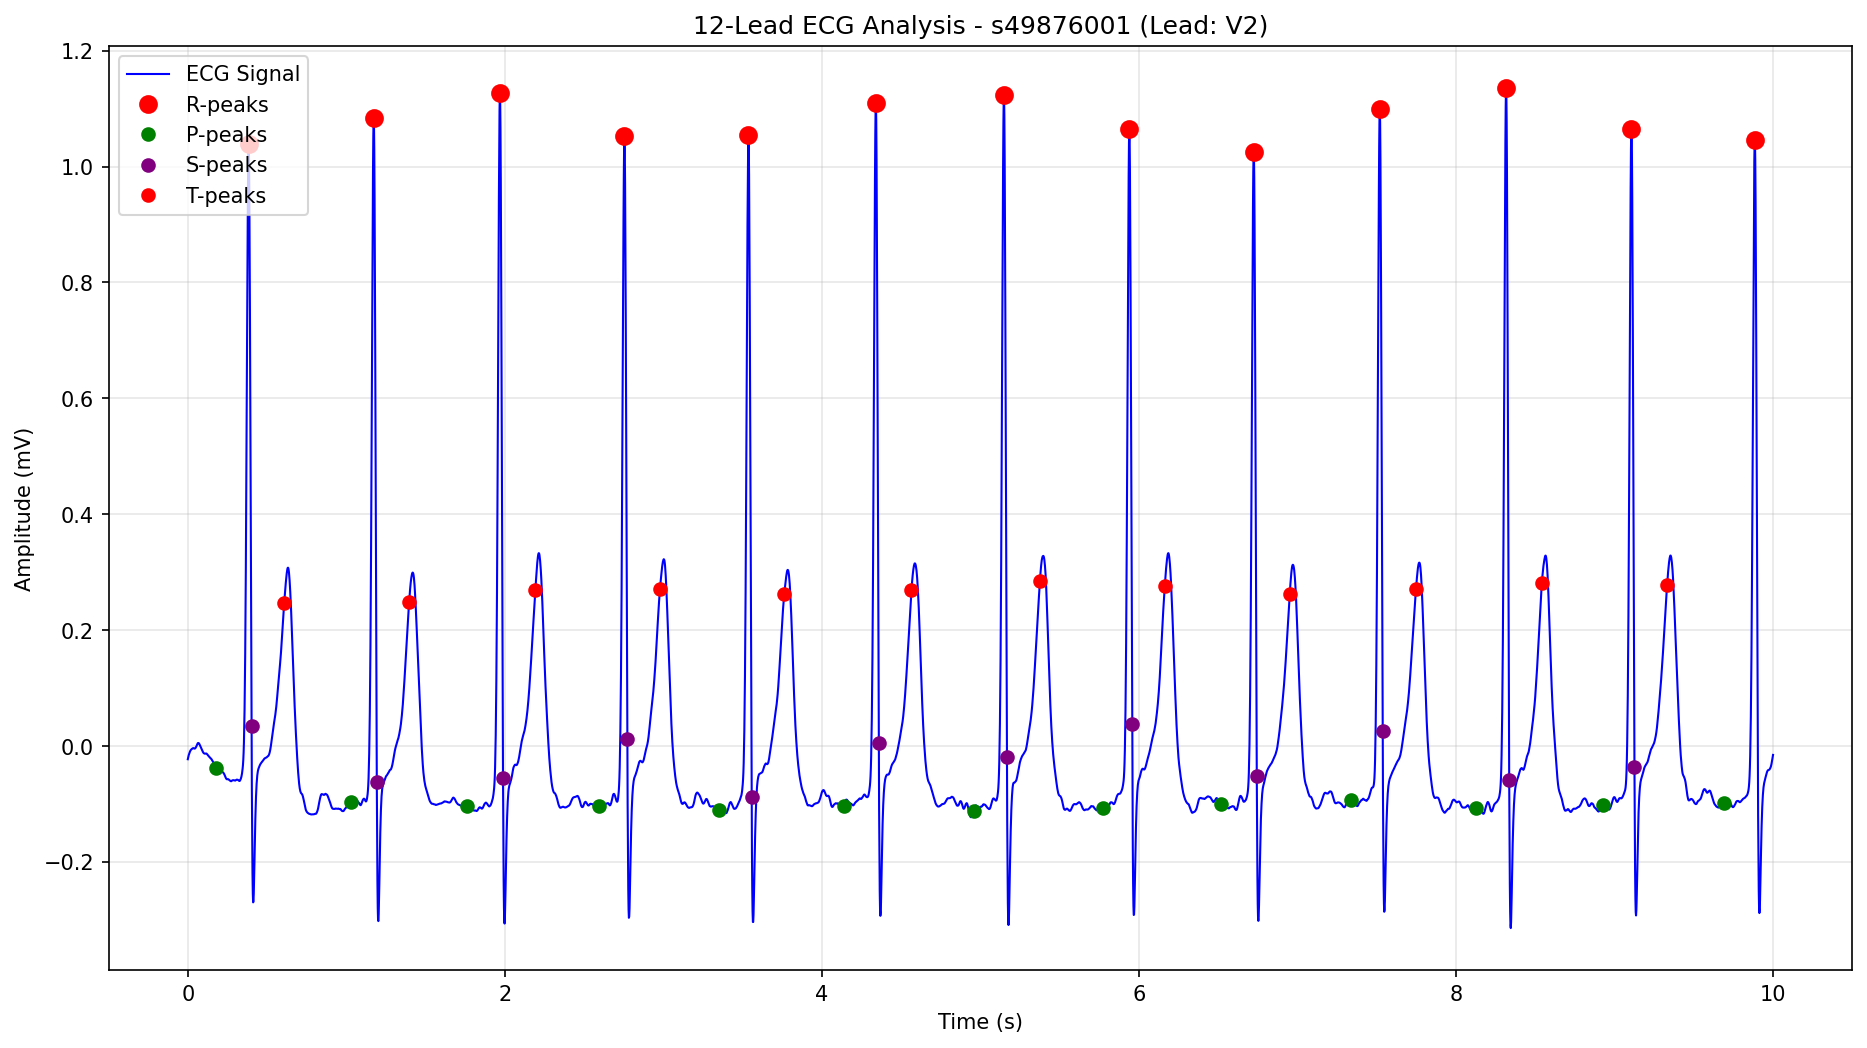 12-Lead ECG Analysis - s49876001 (Lead: V2)
ECG Signal
R-peaks
P-peaks
S-peaks
T-peaks
1.2
1.0
0.8
0.6
0.4
0.2
0.0
−0.2
Amplitude (mV)
0 2 4 6 8 10
Time (s)